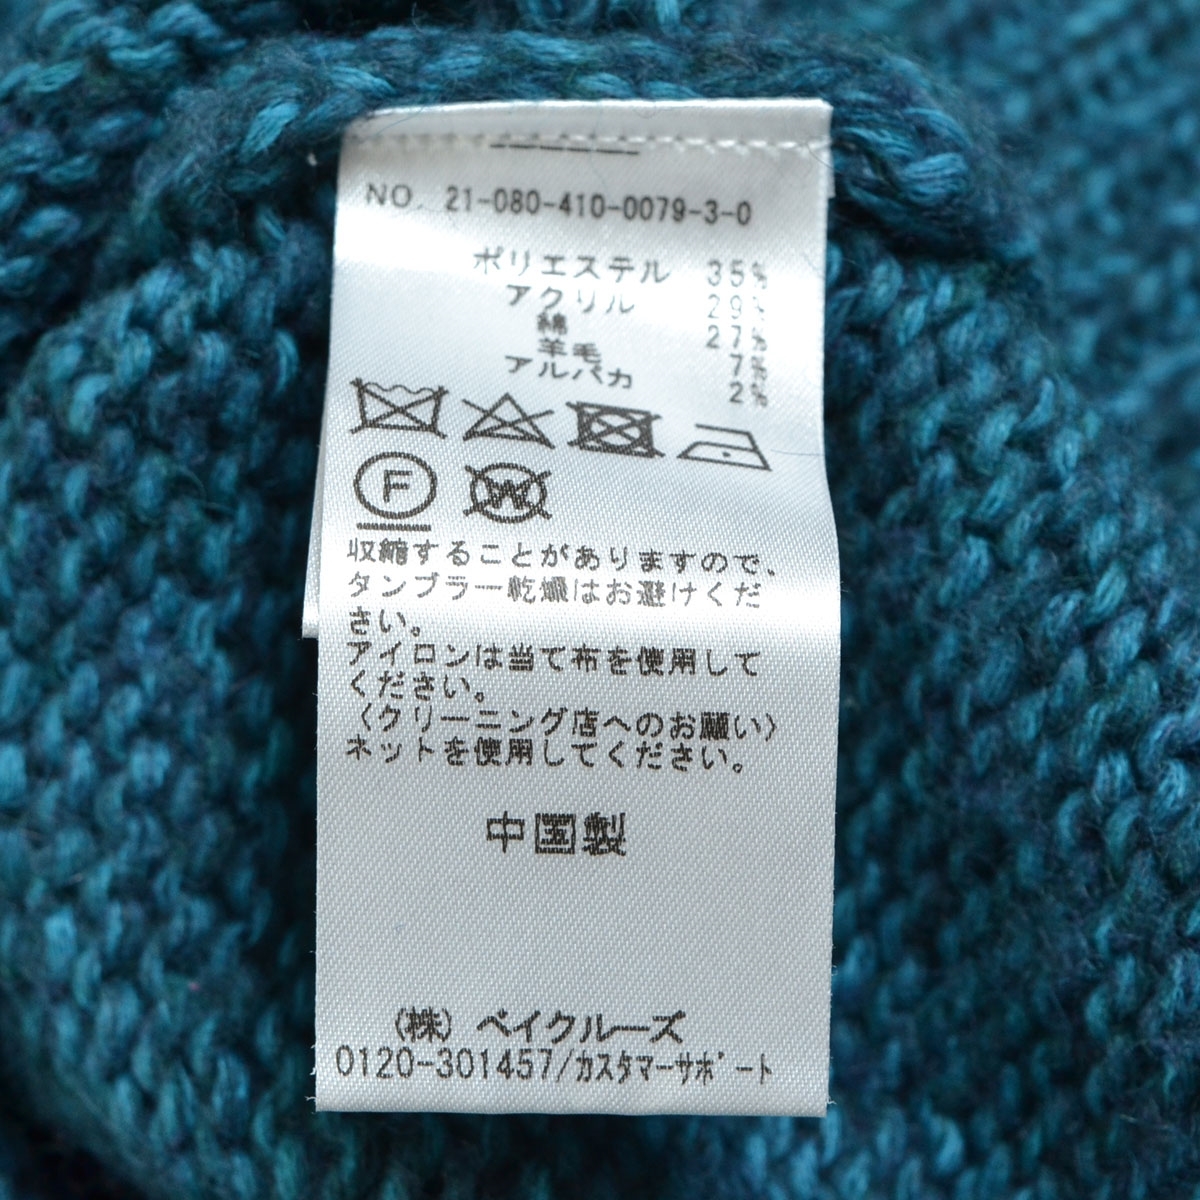 NO. 21-080-410-0079-3-0
ポリエステル 35%
アクリル 29%
綿 27%
羊毛 7%
アルパカ 2%
F W
収縮することがありますので、
タンブラー乾燥はお避けくだ
さい。
アイロンは当て布を使用して
ください。
〈クリーニング店へのお願い〉
ネットを使用してください。
中国製
(株) ベイクルーズ
0120-301457/カスタマーサポート